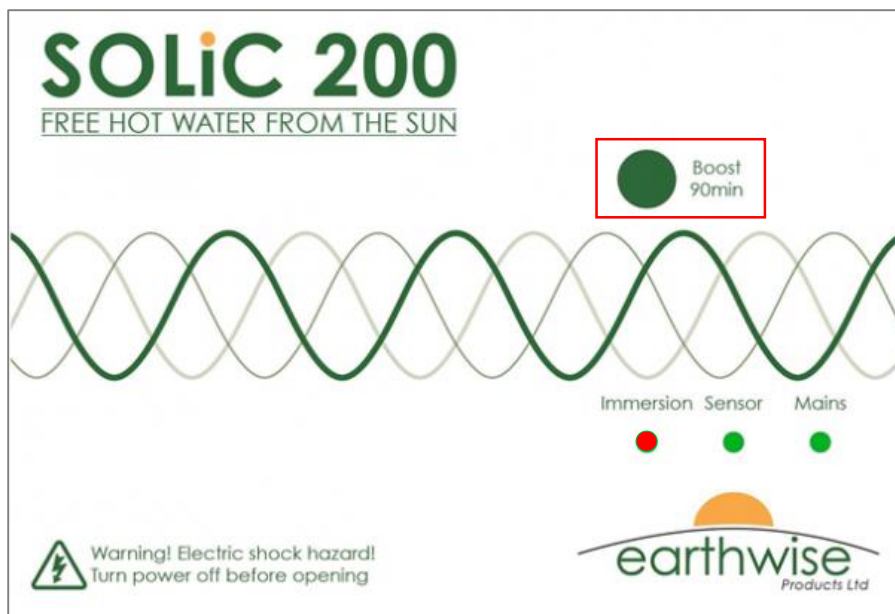 SOLiC 200
FREE HOT WATER FROM THE SUN
Boost
90min
Immersion Sensor Mains
Warning! Electric shock hazard!
Turn power off before opening
earthwise
Products Ltd